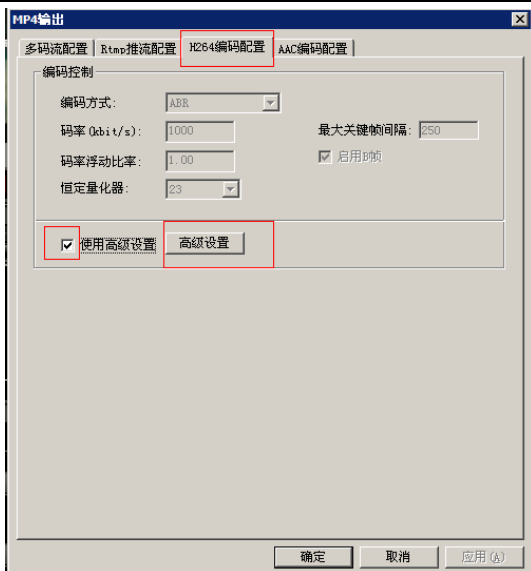 MP4输出
多码流配置 Rtmp推流配置 H264编码配置 AAC编码配置
编码控制
编码方式: ABR
码率(kbit/s): 1000 最大关键帧间隔: 250
码率浮动比率: 1.00 启用B帧
恒定量化器: 23
使用高级设置 高级设置
确定 取消 应用(A)